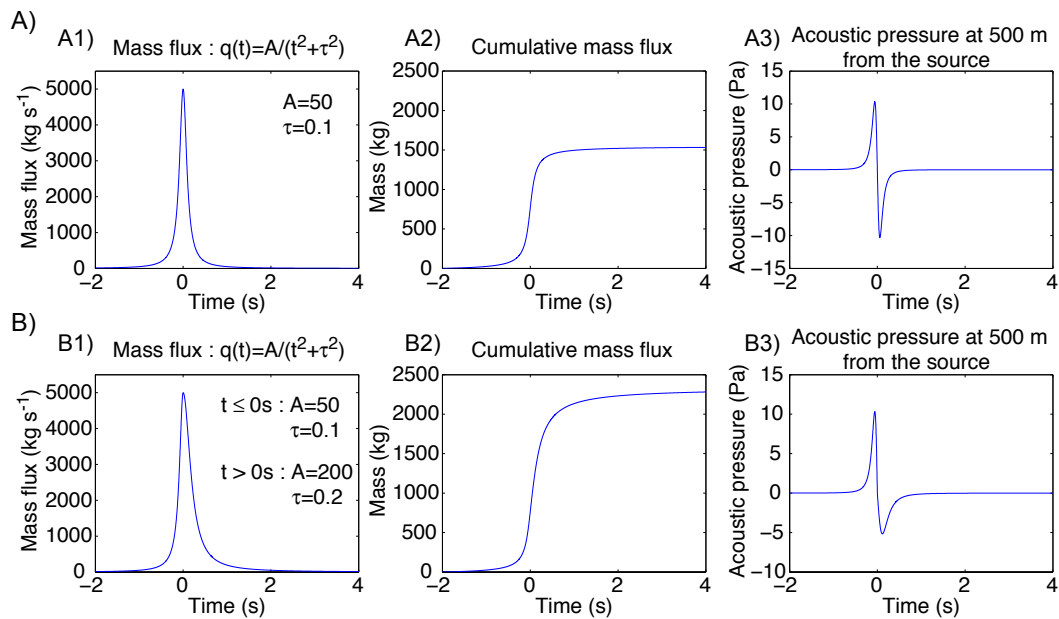 A)
A1) Mass flux : q(t)=A/(t²+τ²)
5000
4000
3000
2000
1000
0
Mass flux (kg s⁻¹)
A=50
τ=0.1
−2 0 2 4
Time (s)
A2) Cumulative mass flux
2500
2000
1500
1000
500
0
Mass (kg)
−2 0 2 4
Time (s)
A3) Acoustic pressure at 500 m
from the source
15
10
5
0
−5
−10
−15
Acoustic pressure (Pa)
−2 0 2 4
Time (s)
B)
B1) Mass flux : q(t)=A/(t²+τ²)
5000
4000
3000
2000
1000
0
Mass flux (kg s⁻¹)
t ≤ 0s : A=50
τ=0.1
t > 0s : A=200
τ=0.2
−2 0 2 4
Time (s)
B2) Cumulative mass flux
2500
2000
1500
1000
500
0
Mass (kg)
−2 0 2 4
Time (s)
B3) Acoustic pressure at 500 m
from the source
15
10
5
0
−5
−10
Acoustic pressure (Pa)
−2 0 2 4
Time (s)